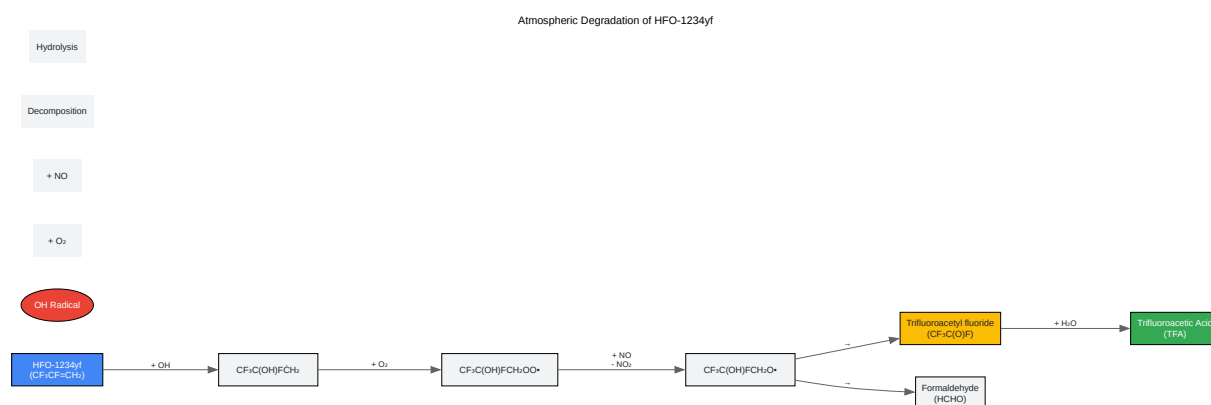 Atmospheric Degradation of HFO-1234yf
Hydrolysis
Decomposition
+ NO
+ O₂
OH Radical
HFO-1234yf
(CF₃CF=CH₂)
+ OH
CF₃C(OH)FĊH₂
+ O₂
CF₃C(OH)FCH₂OO•
+ NO
- NO₂
CF₃C(OH)FCH₂O•
→
→
Trifluoroacetyl fluoride
(CF₃C(O)F)
+ H₂O
Trifluoroacetic Acid
(TFA)
Formaldehyde
(HCHO)